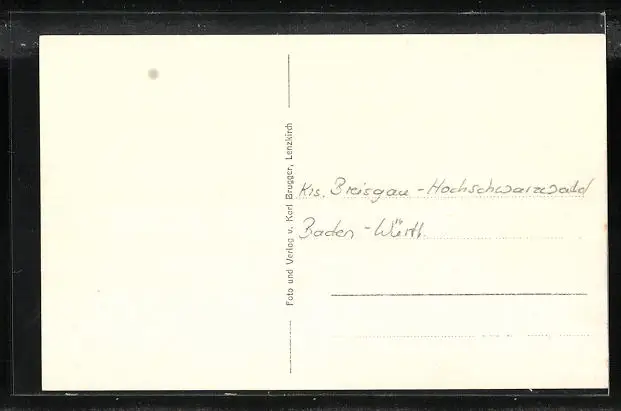 Foto und Verlag v. Karl Brugger, Lenzkirch
Krs. Breisgau-Hochschwarzwald
Baden-Württ.